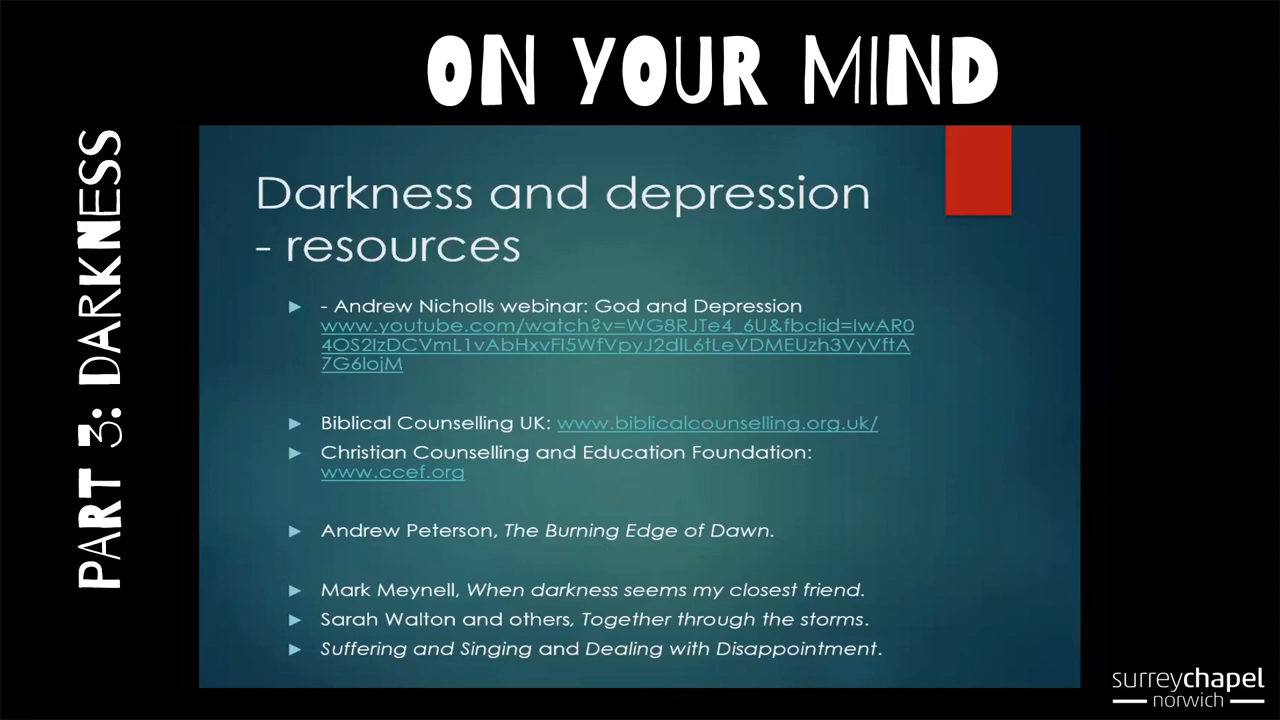 ON YOUR MIND
PART 3: DARKNESS
Darkness and depression
- resources
- Andrew Nicholls webinar: God and Depression
www.youtube.com/watch?v=WG8RJTe4_6U&fbclid=IwAR0
4OS2IzDCVmL1vAbHxvFI5WfVpyJ2dlL6tLeVDMEUzh3VyVftA
7G6IojM
Biblical Counselling UK: www.biblicalcounselling.org.uk/
Christian Counselling and Education Foundation:
www.ccef.org
Andrew Peterson, The Burning Edge of Dawn.
Mark Meynell, When darkness seems my closest friend.
Sarah Walton and others, Together through the storms.
Suffering and Singing and Dealing with Disappointment.
surreychapel
norwich